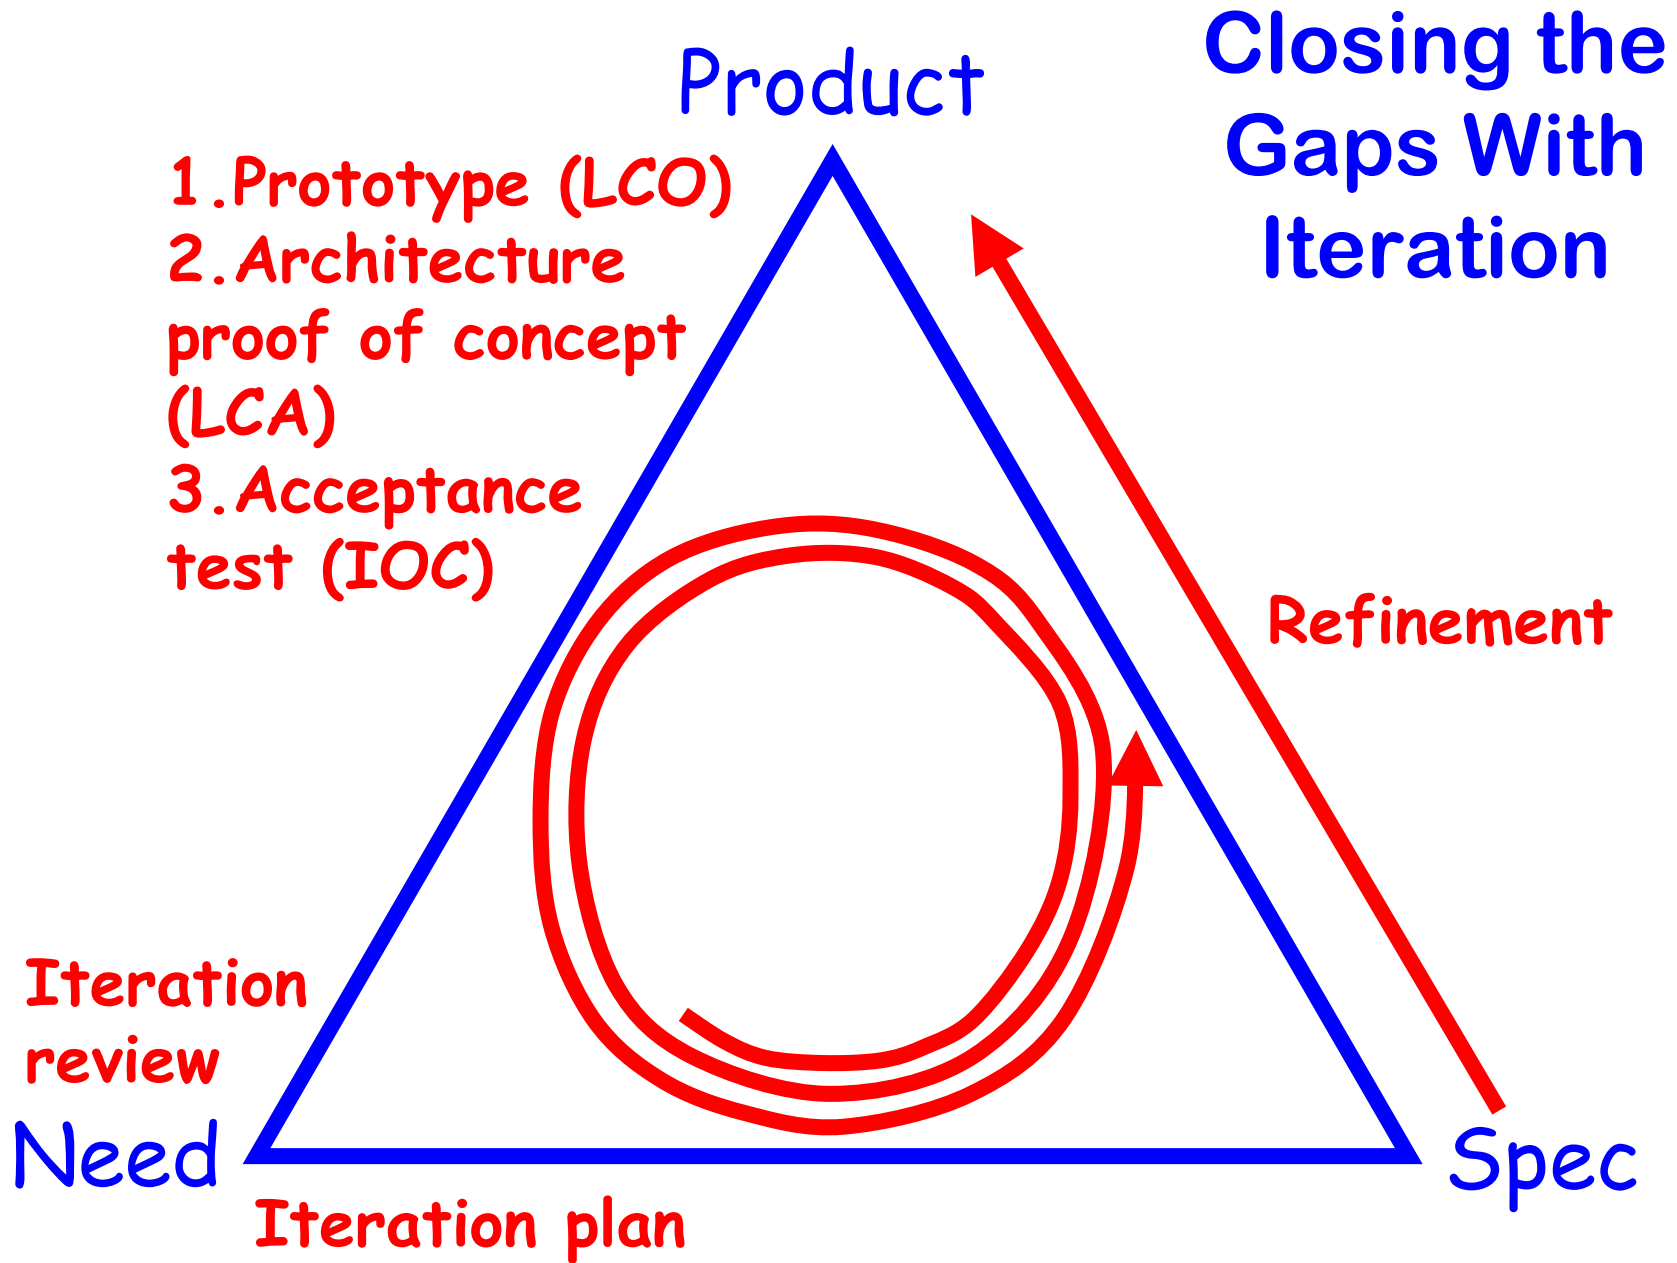 Closing the
Gaps With
Iteration
Product
1.Prototype (LCO)
2.Architecture
proof of concept
(LCA)
3.Acceptance
test (IOC)
Refinement
Iteration
review
Need
Spec
Iteration plan